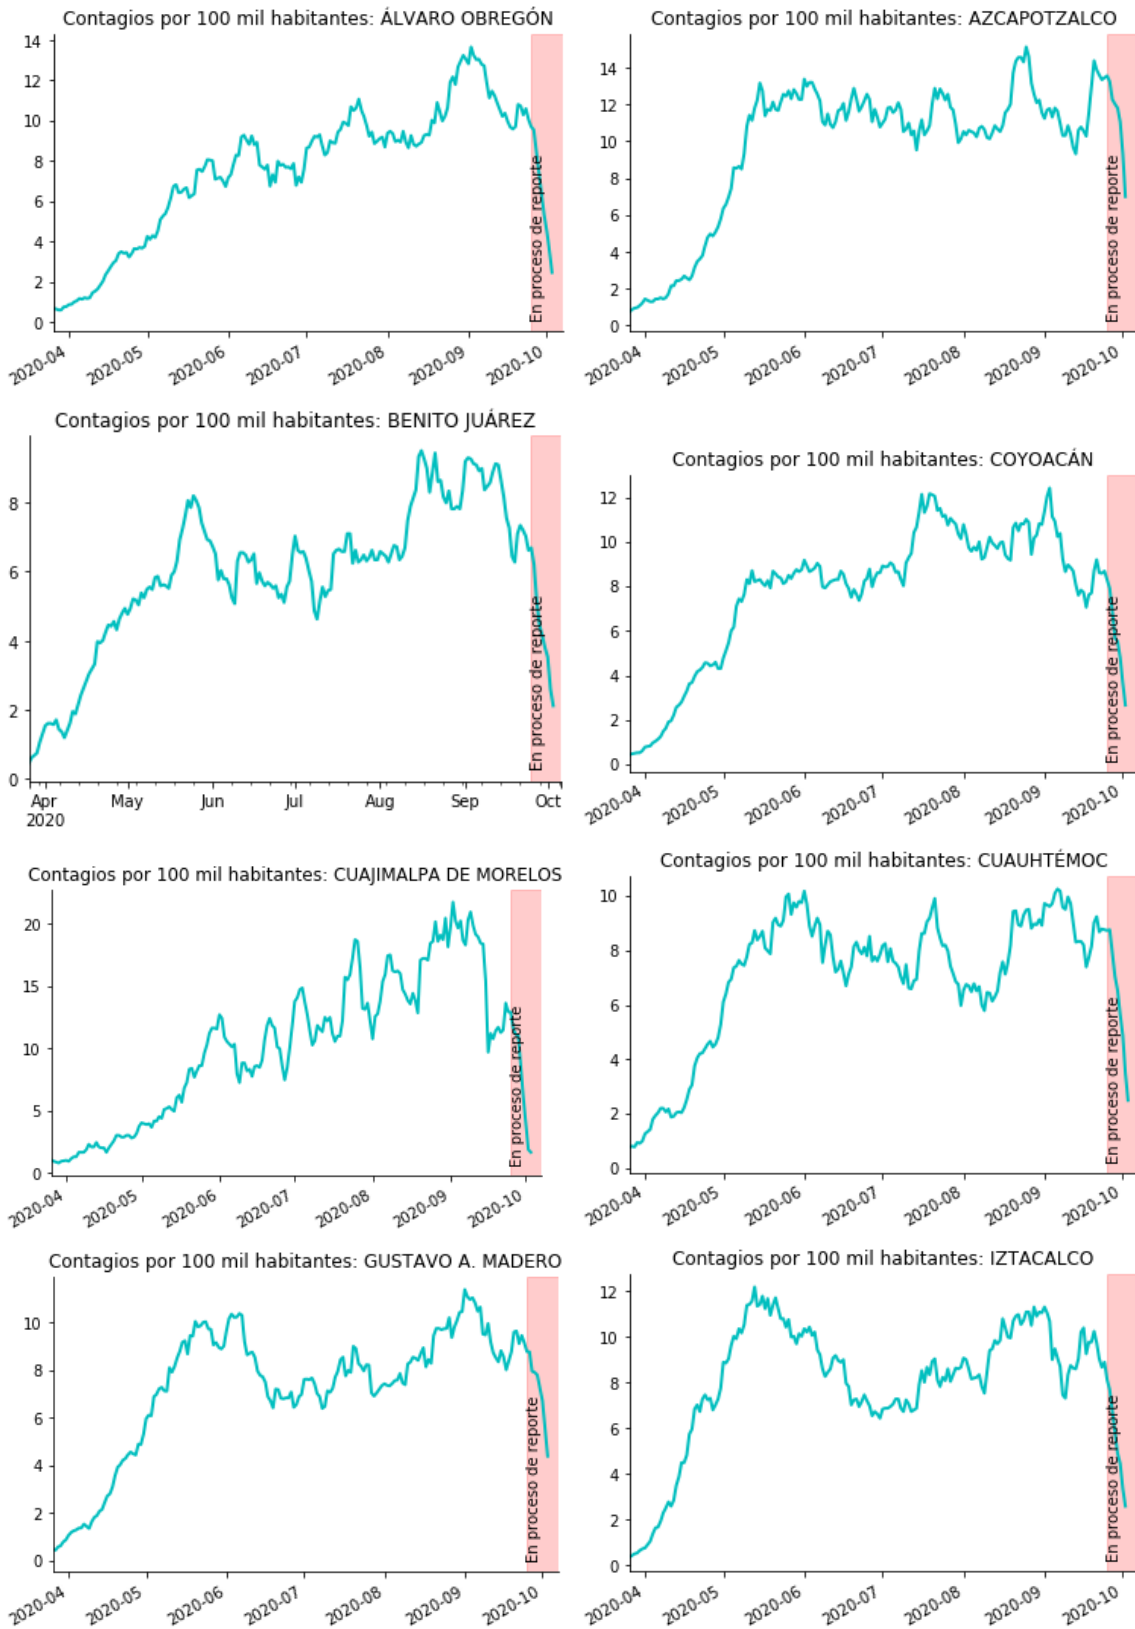 Contagios por 100 mil habitantes: ÁLVARO OBREGÓN
14
12
10
8
6
4
2
0
En proceso de reporte
2020-04 2020-05 2020-06 2020-07 2020-08 2020-09 2020-10
Contagios por 100 mil habitantes: AZCAPOTZALCO
14
12
10
8
6
4
2
0
En proceso de reporte
2020-04 2020-05 2020-06 2020-07 2020-08 2020-09 2020-10
Contagios por 100 mil habitantes: BENITO JUÁREZ
8
6
4
2
0
En proceso de reporte
Apr May Jun Jul Aug Sep Oct
2020
Contagios por 100 mil habitantes: COYOACÁN
12
10
8
6
4
2
0
En proceso de reporte
2020-04 2020-05 2020-06 2020-07 2020-08 2020-09 2020-10
Contagios por 100 mil habitantes: CUAJIMALPA DE MORELOS
20
15
10
5
0
En proceso de reporte
2020-04 2020-05 2020-06 2020-07 2020-08 2020-09 2020-10
Contagios por 100 mil habitantes: CUAUHTÉMOC
10
8
6
4
2
0
En proceso de reporte
2020-04 2020-05 2020-06 2020-07 2020-08 2020-09 2020-10
Contagios por 100 mil habitantes: GUSTAVO A. MADERO
10
8
6
4
2
0
En proceso de reporte
2020-04 2020-05 2020-06 2020-07 2020-08 2020-09 2020-10
Contagios por 100 mil habitantes: IZTACALCO
12
10
8
6
4
2
0
En proceso de reporte
2020-04 2020-05 2020-06 2020-07 2020-08 2020-09 2020-10